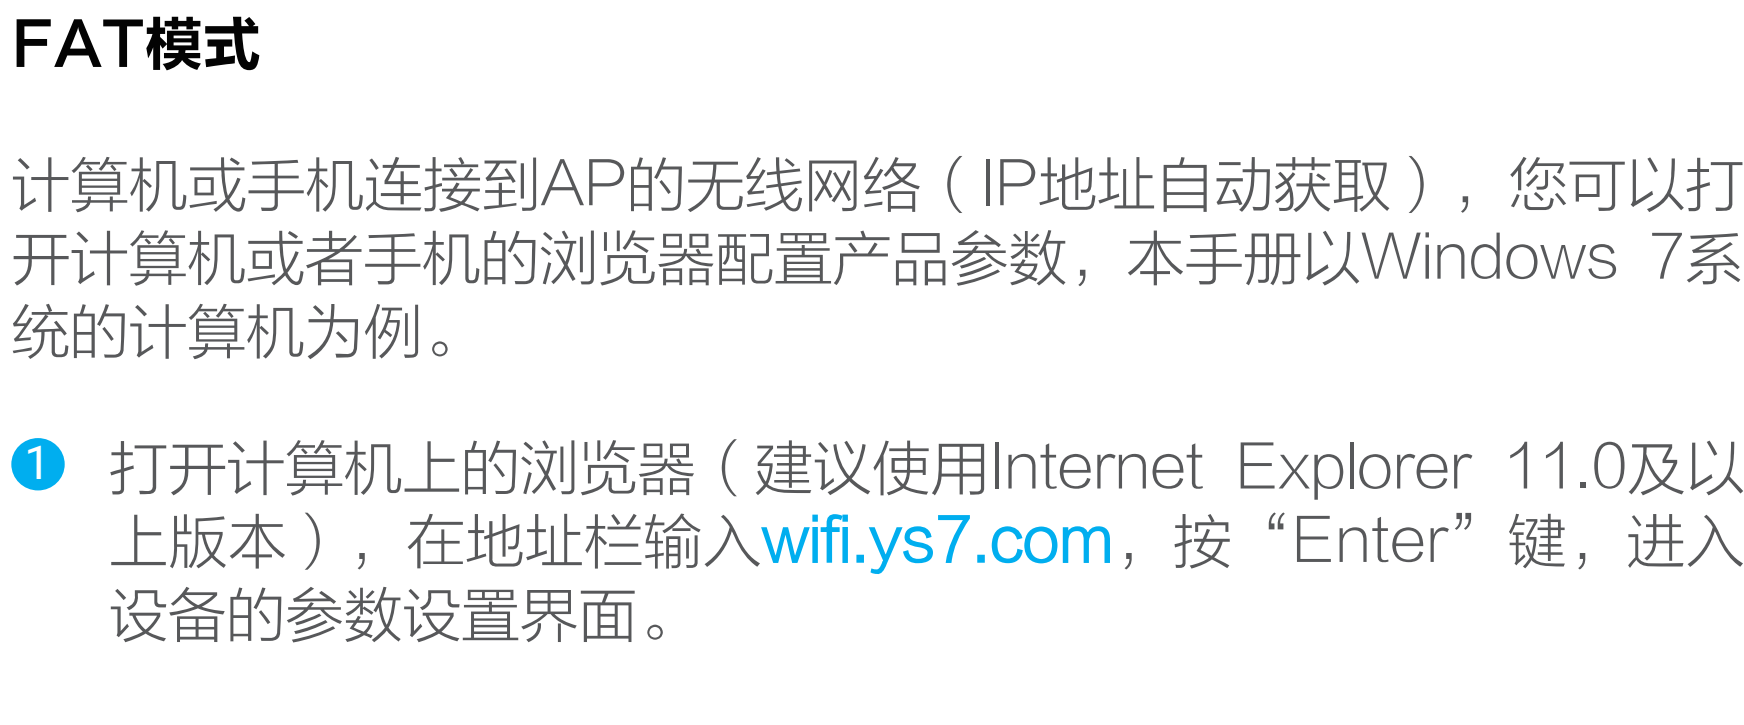 FAT模式
计算机或手机连接到AP的无线网络（IP地址自动获取），您可以打
开计算机或者手机的浏览器配置产品参数，本手册以Windows 7系
统的计算机为例。
1 打开计算机上的浏览器（建议使用Internet Explorer 11.0及以
上版本），在地址栏输入wifi.ys7.com，按“Enter”键，进入
设备的参数设置界面。